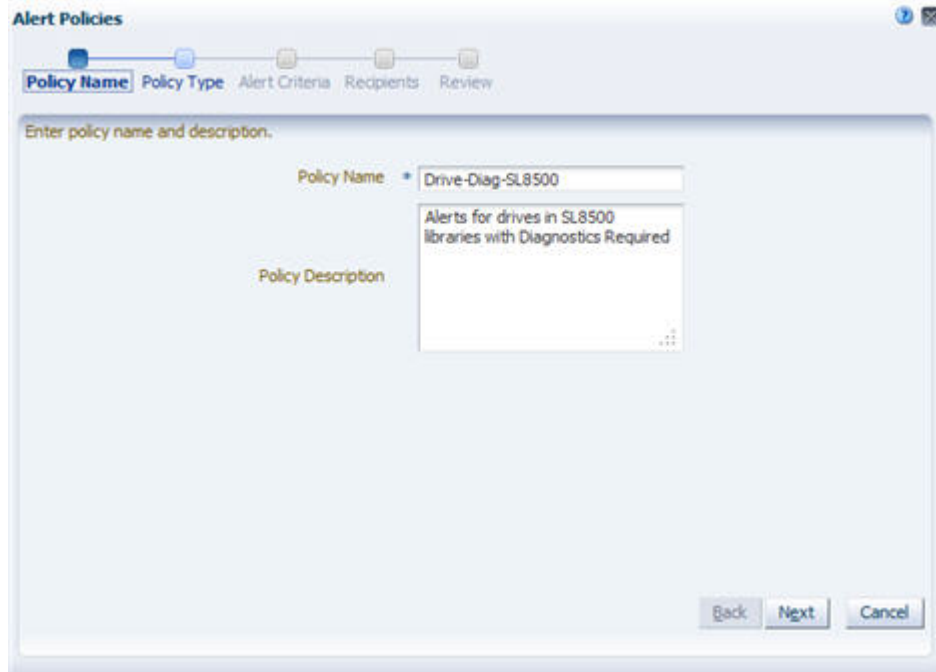 Alert Policies
Policy Name Policy Type Alert Criteria Recipients Review
Enter policy name and description.
Policy Name * Drive-Diag-SL8500
Alerts for drives in SL8500
libraries with Diagnostics Required
Policy Description
Back Next Cancel